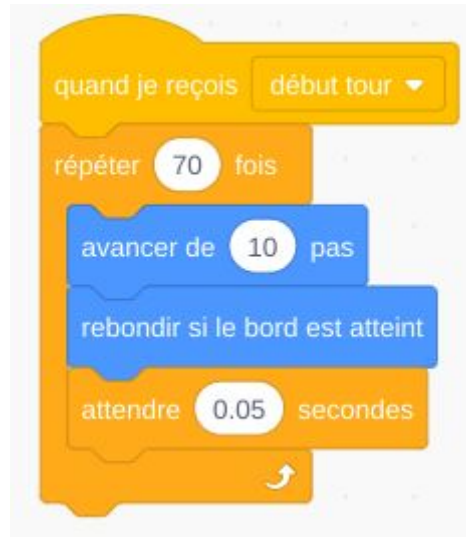 quand je reçois début tour
répéter 70 fois
avancer de 10 pas
rebondir si le bord est atteint
attendre 0.05 secondes